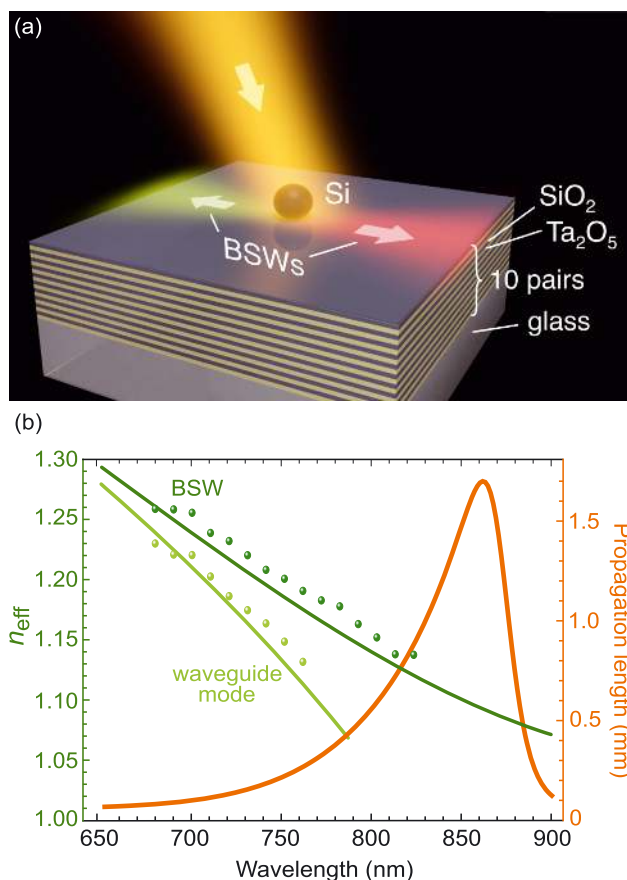 (a)
Si
SiO2
Ta2O5
BSWs
10 pairs
glass
(b)
1.30
1.25
1.20
1.15
1.10
1.05
1.00
neff
BSW
waveguide
mode
1.5
1.0
0.5
0
Propagation length (mm)
650
700
750
800
850
900
Wavelength (nm)